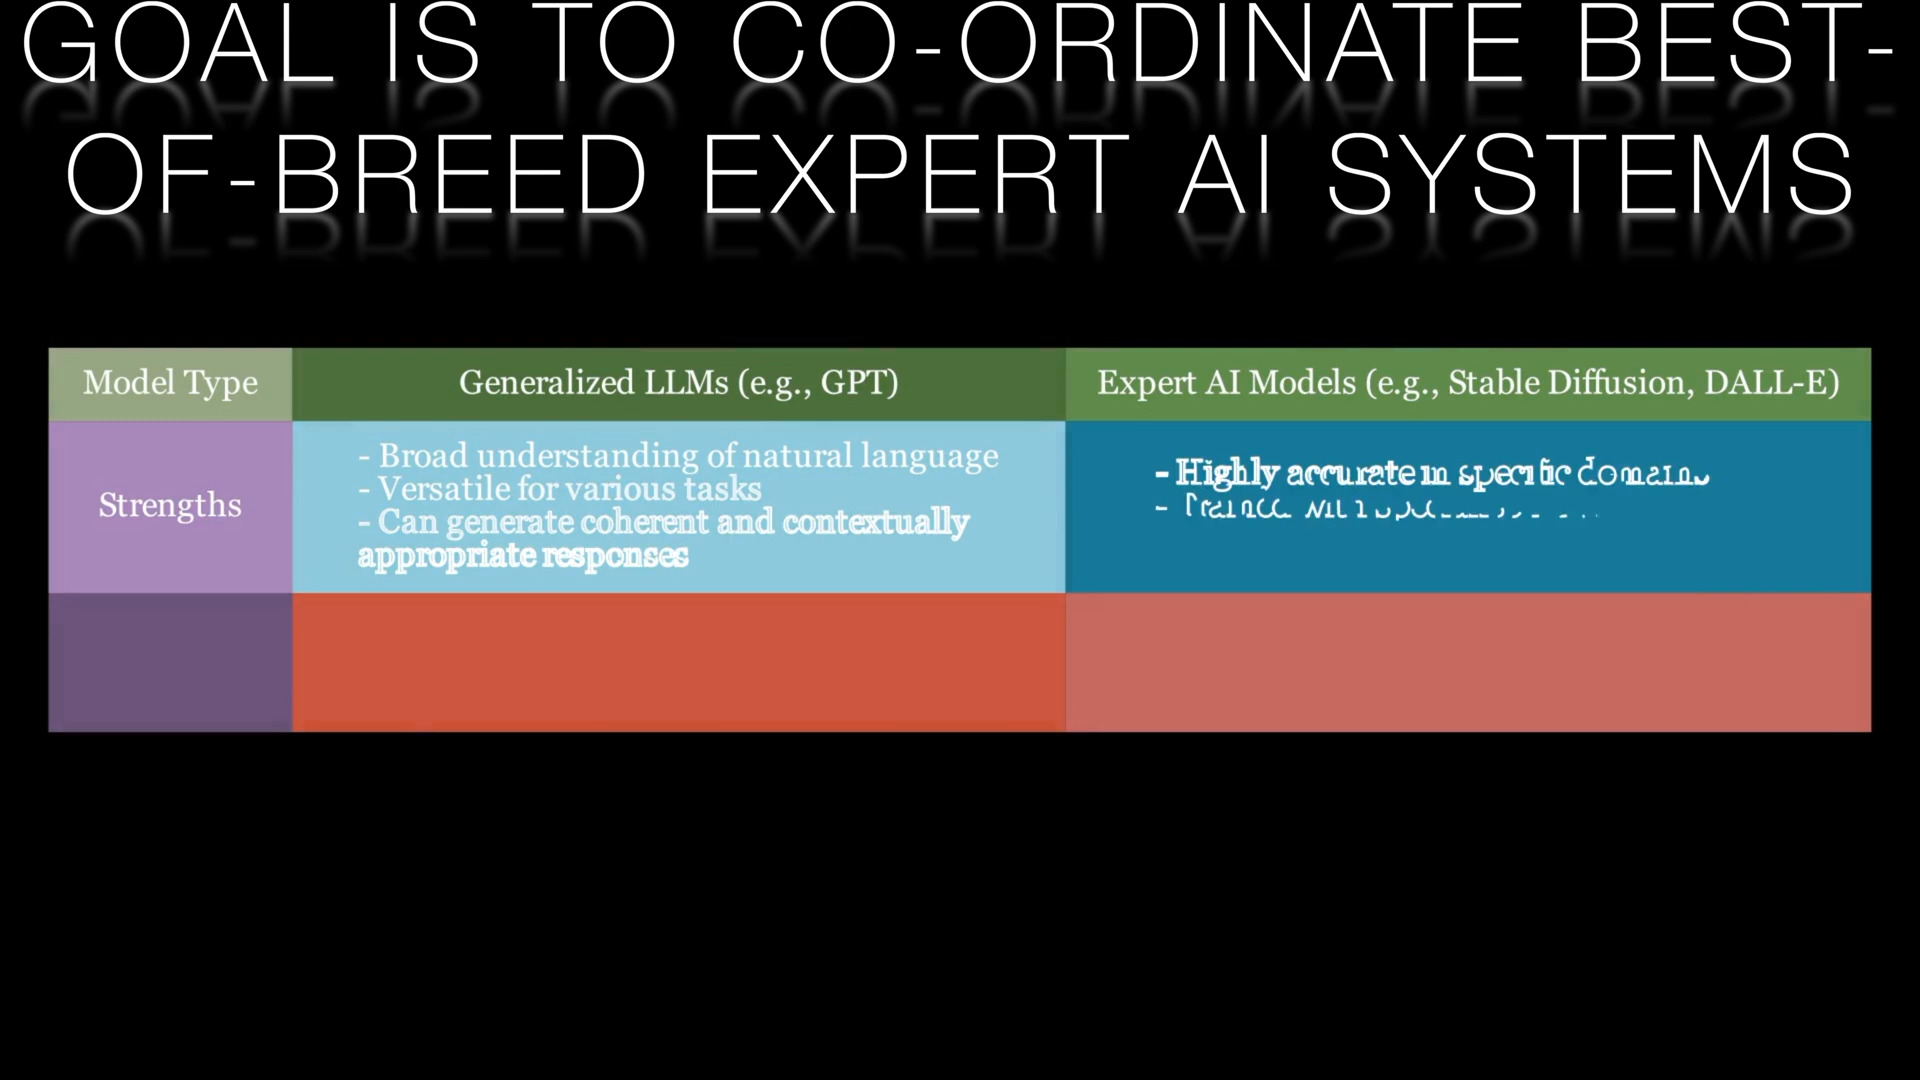 GOAL IS TO CO-ORDINATE BEST-
OF-BREED EXPERT AI SYSTEMS
Model Type
Generalized LLMs (e.g., GPT)
Expert AI Models (e.g., Stable Diffusion, DALL-E)
Strengths
- Broad understanding of natural language
- Versatile for various tasks
- Can generate coherent and contextually
appropriate responses
- Highly accurate in specific domains